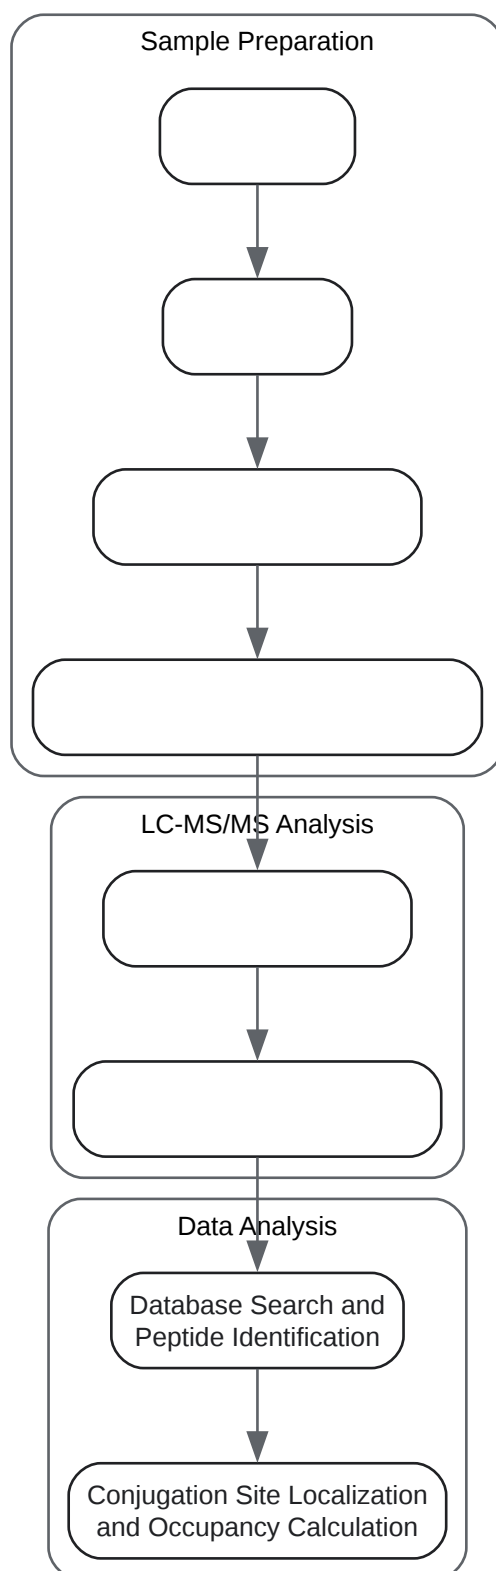 Sample Preparation
LC-MS/MS Analysis
Data Analysis
Database Search and
Peptide Identification
Conjugation Site Localization
and Occupancy Calculation